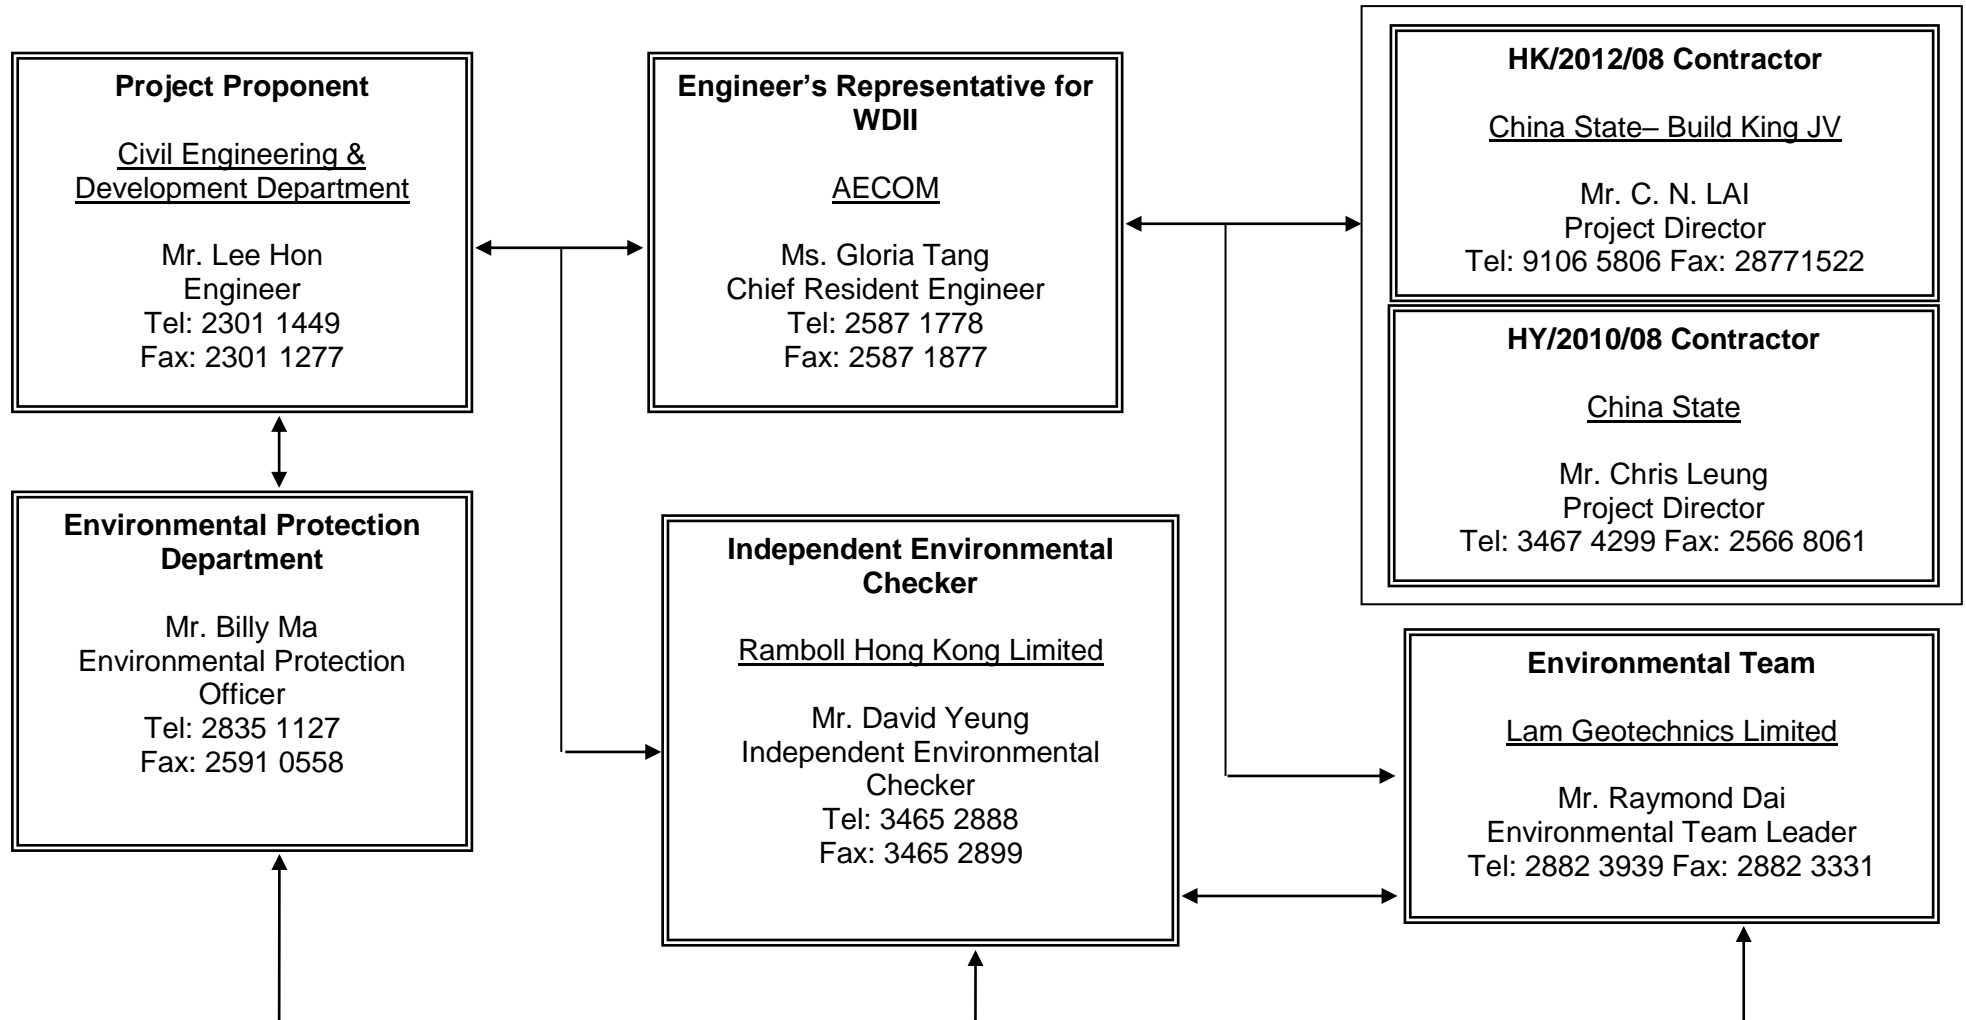 Project Proponent
Civil Engineering &
Development Department
Mr. Lee Hon
Engineer
Tel: 2301 1449
Fax: 2301 1277
Engineer’s Representative for
WDII
AECOM
Ms. Gloria Tang
Chief Resident Engineer
Tel: 2587 1778
Fax: 2587 1877
HK/2012/08 Contractor
China State– Build King JV
Mr. C. N. LAI
Project Director
Tel: 9106 5806 Fax: 28771522
HY/2010/08 Contractor
China State
Mr. Chris Leung
Project Director
Tel: 3467 4299 Fax: 2566 8061
Environmental Protection
Department
Mr. Billy Ma
Environmental Protection
Officer
Tel: 2835 1127
Fax: 2591 0558
Independent Environmental
Checker
Ramboll Hong Kong Limited
Mr. David Yeung
Independent Environmental
Checker
Tel: 3465 2888
Fax: 3465 2899
Environmental Team
Lam Geotechnics Limited
Mr. Raymond Dai
Environmental Team Leader
Tel: 2882 3939 Fax: 2882 3331